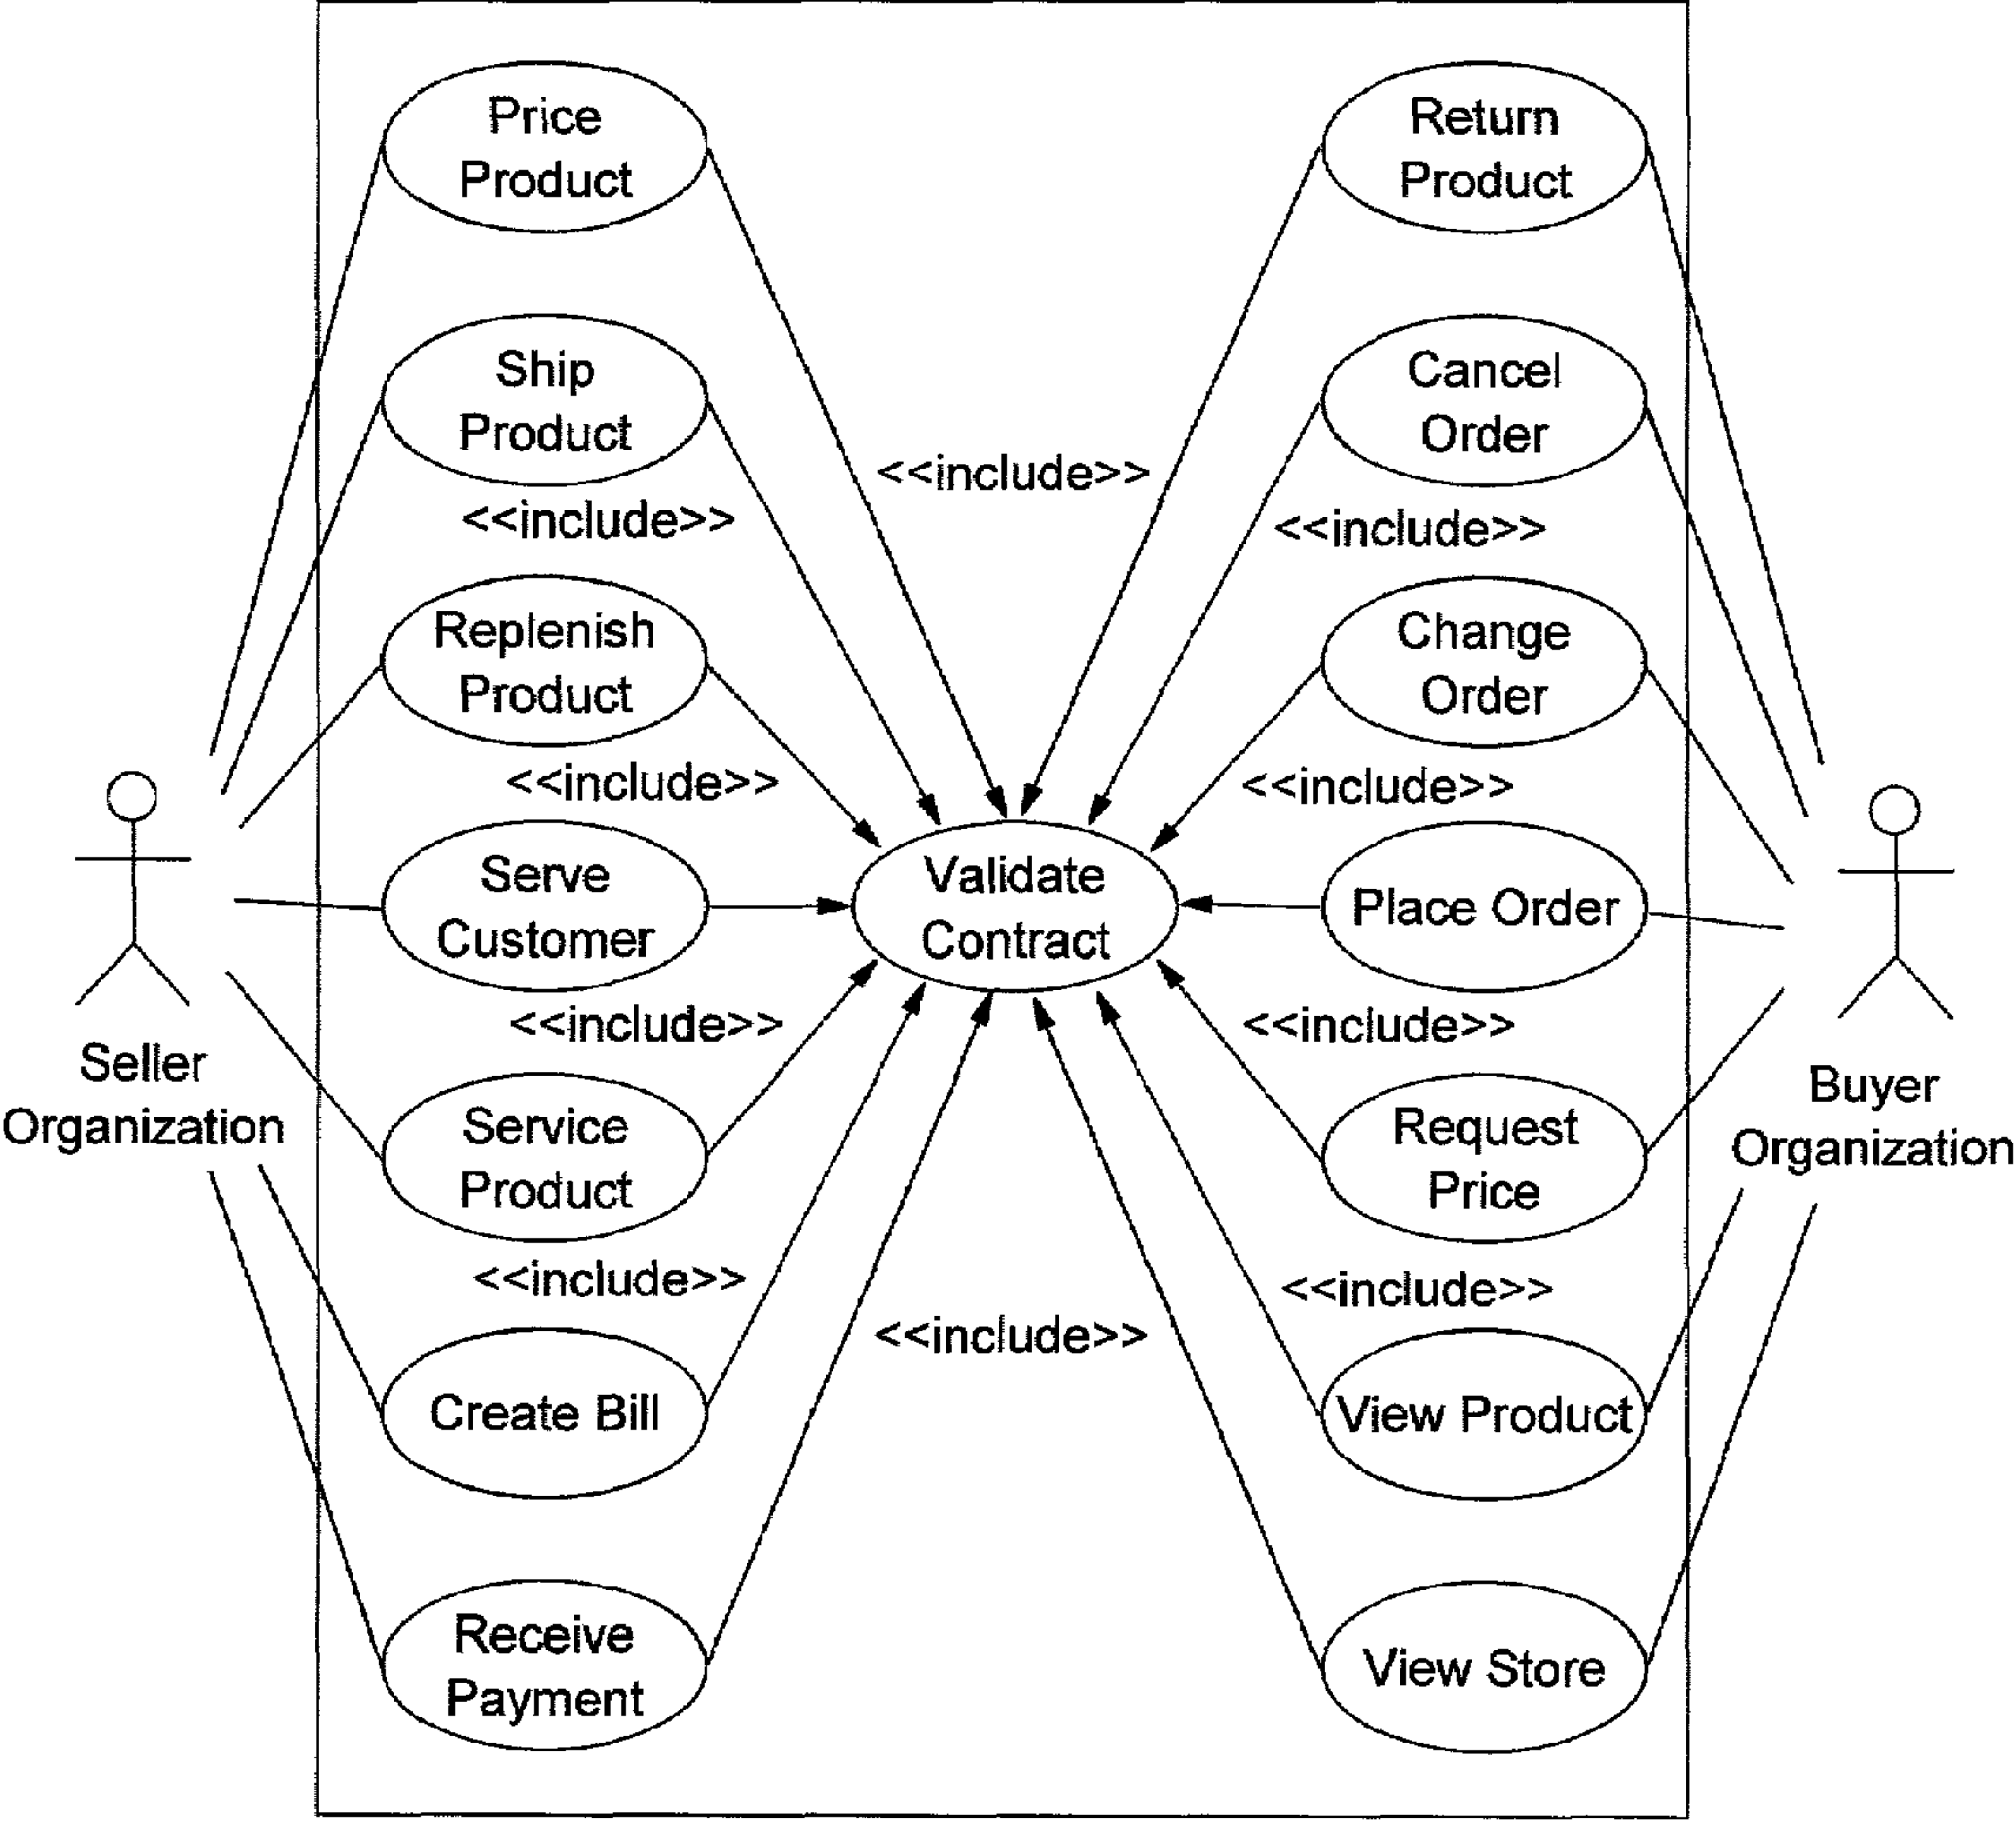 Price
Product
Return
Product
Ship
Product
Cancel
Order
<<include>>
<<include>>
<<include>>
Replenish
Product
Change
Order
<<include>>
<<include>>
Serve
Customer
Validate
Contract
Place Order
<<include>>
<<include>>
Seller
Organization
Buyer
Organization
Service
Product
Request
Price
<<include>>
<<include>>
<<include>>
Create Bill
View Product
Receive
Payment
View Store